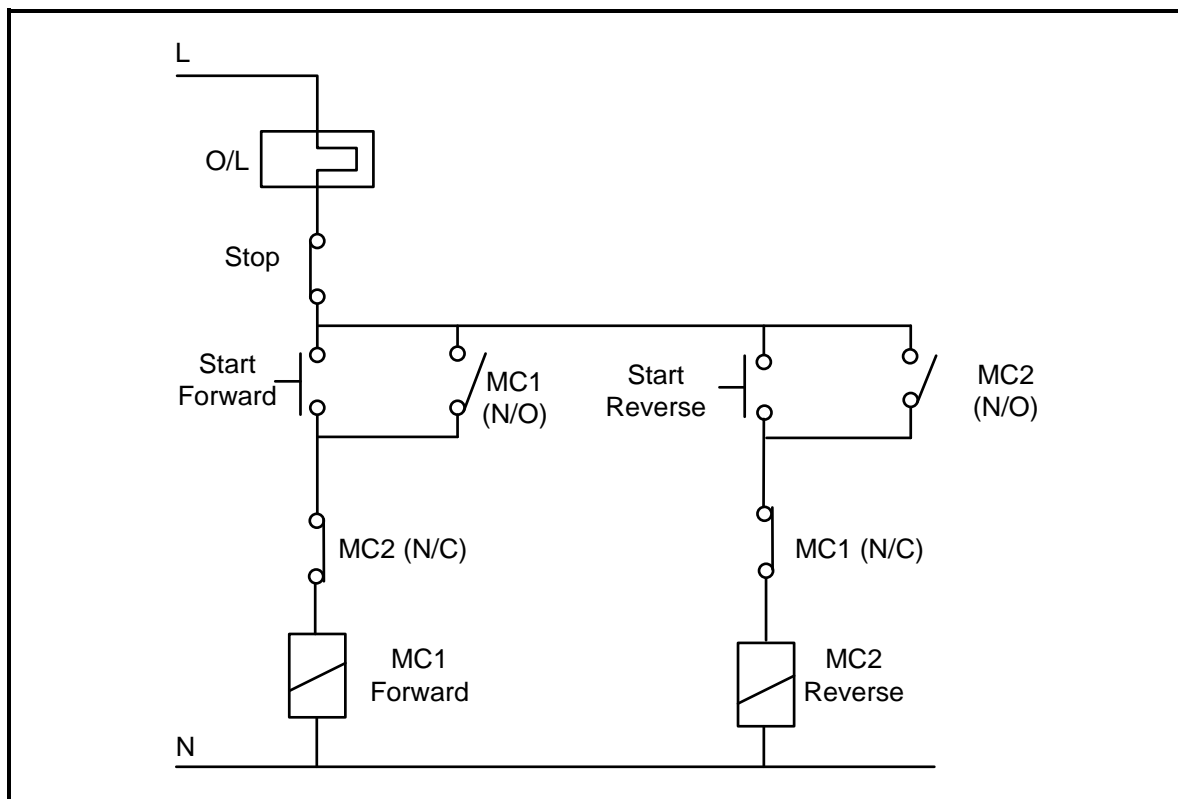 L
O/L
Stop
Start
Forward
MC1
(N/O)
Start
Reverse
MC2
(N/O)
MC2 (N/C)
MC1 (N/C)
MC1
Forward
MC2
Reverse
N